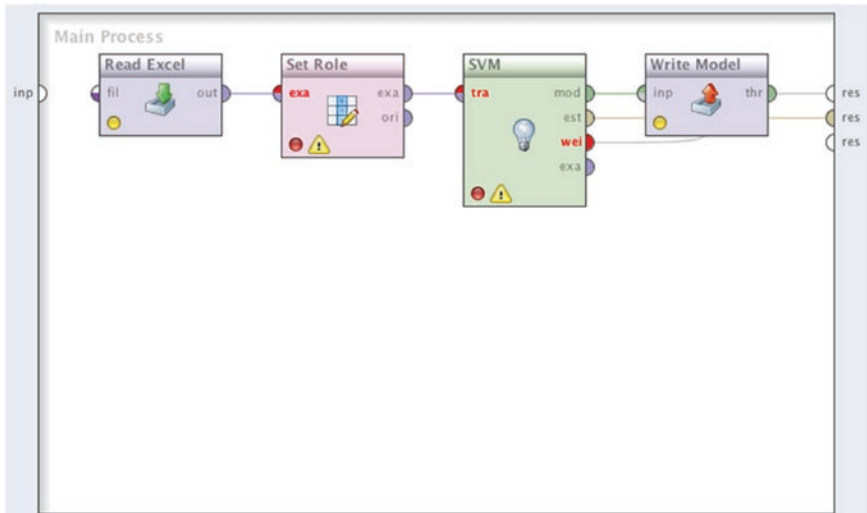 Main Process
Read Excel
Set Role
SVM
Write Model
inp
fil
out
exa
exa
ori
tra
mod
est
wei
exa
inp
thr
res
res
res